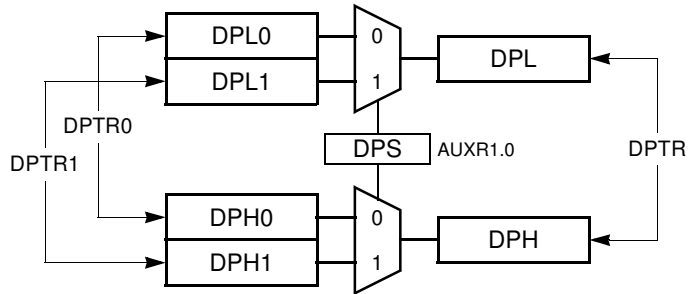 DPL0 0 DPL
DPL1 1
DPTR0
DPTR1 DPS AUXR1.0 DPTR
DPH0 0 DPH
DPH1 1